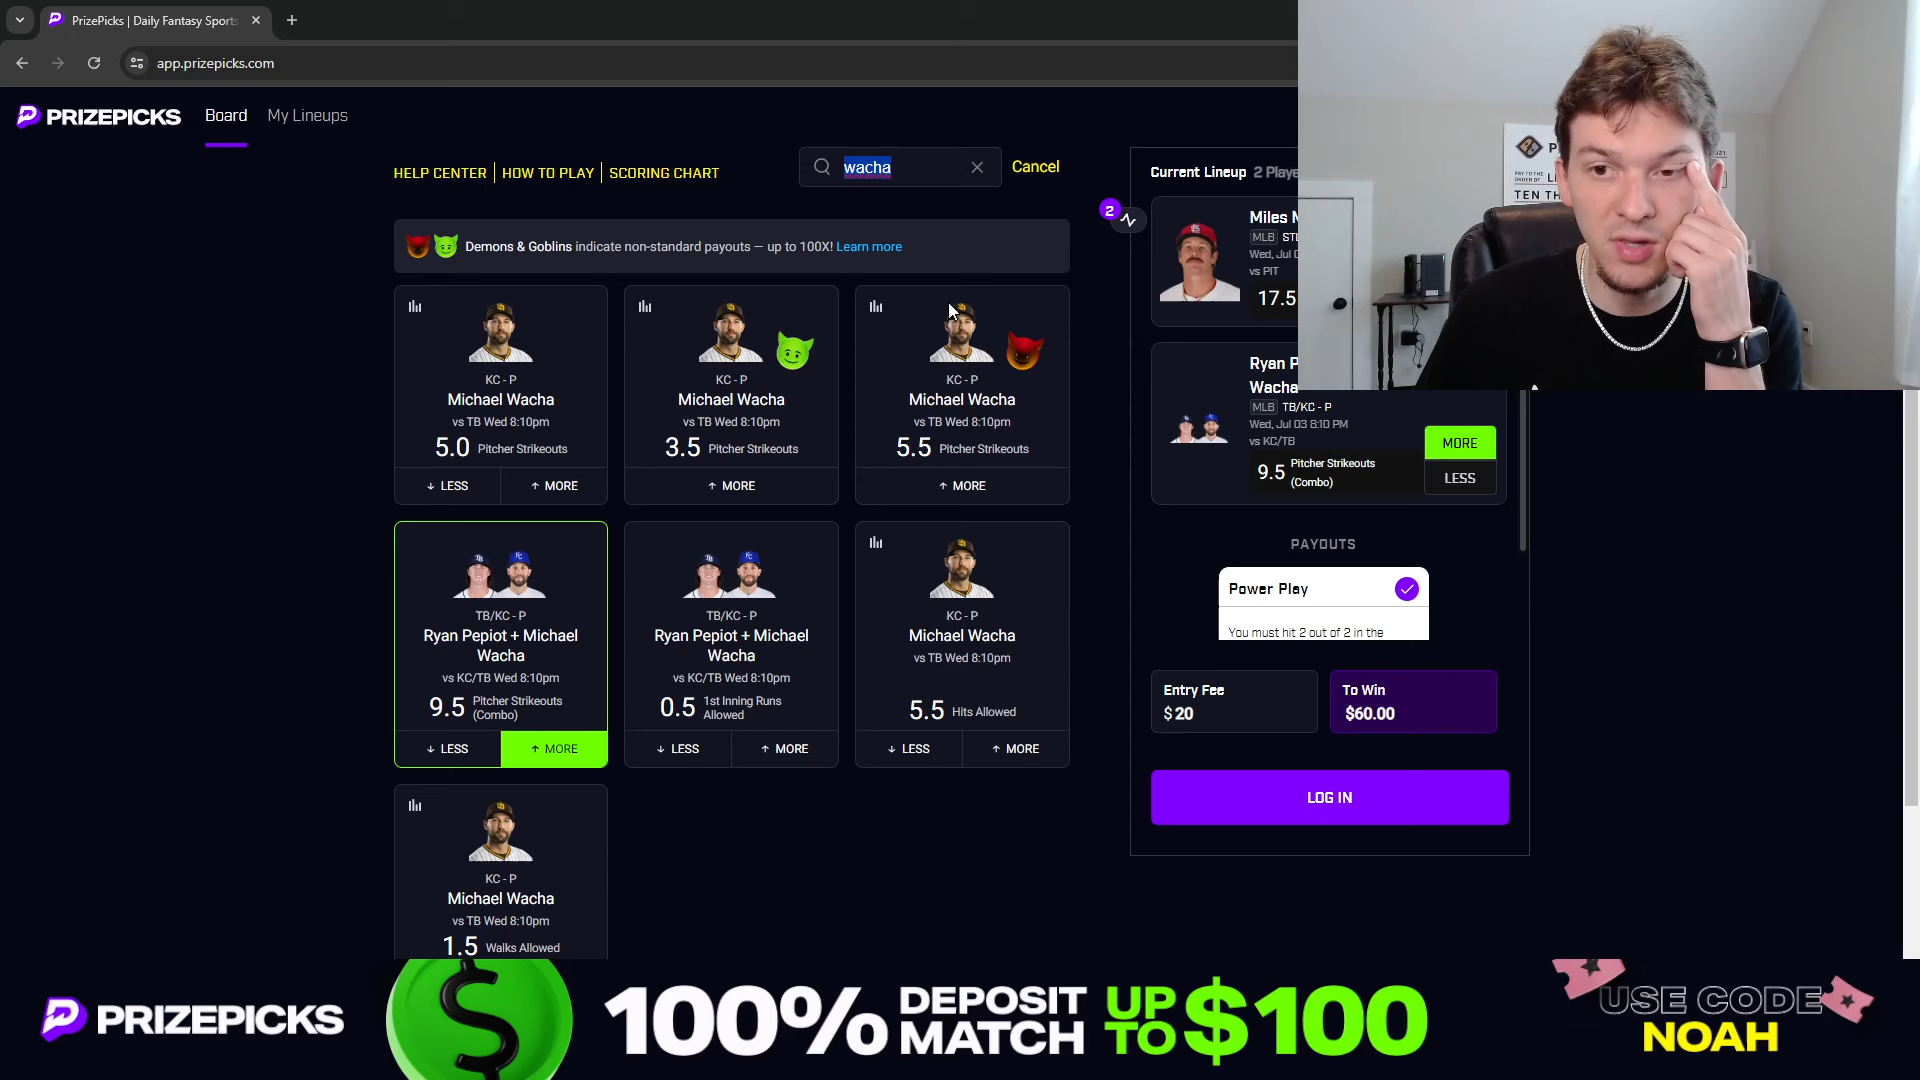 PrizePicks | Daily Fantasy Sports
app.prizepicks.com
PRIZEPICKS
Board
My Lineups
HELP CENTER
HOW TO PLAY
SCORING CHART
wacha
Cancel
Demons & Goblins indicate non-standard payouts — up to 100X! Learn more
KC - P
Michael Wacha
vs TB Wed 8:10pm
5.0 Pitcher Strikeouts
LESS
MORE
KC - P
Michael Wacha
vs TB Wed 8:10pm
3.5 Pitcher Strikeouts
MORE
KC - P
Michael Wacha
vs TB Wed 8:10pm
5.5 Pitcher Strikeouts
MORE
TB/KC - P
Ryan Pepiot + Michael
Wacha
vs KC/TB Wed 8:10pm
9.5 Pitcher Strikeouts
(Combo)
LESS
MORE
TB/KC - P
Ryan Pepiot + Michael
Wacha
vs KC/TB Wed 8:10pm
0.5 1st Inning Runs
Allowed
LESS
MORE
KC - P
Michael Wacha
vs TB Wed 8:10pm
5.5 Hits Allowed
LESS
MORE
KC - P
Michael Wacha
vs TB Wed 8:10pm
1.5 Walks Allowed
2
Current Lineup 2 Playe
Miles
MLB
Wed, Jul
vs PIT
17.5
Ryan P
Wacha
MLB TB/KC - P
Wed, Jul 03 8:10 PM
vs KC/TB
9.5 Pitcher Strikeouts
(Combo)
MORE
LESS
PAYOUTS
Power Play
You must hit 2 out of 2 in the
Entry Fee
$ 20
To Win
$60.00
LOG IN
TEN TH
PRIZEPICKS
100% DEPOSIT
MATCH
UP
TO $100
USE CODE
NOAH